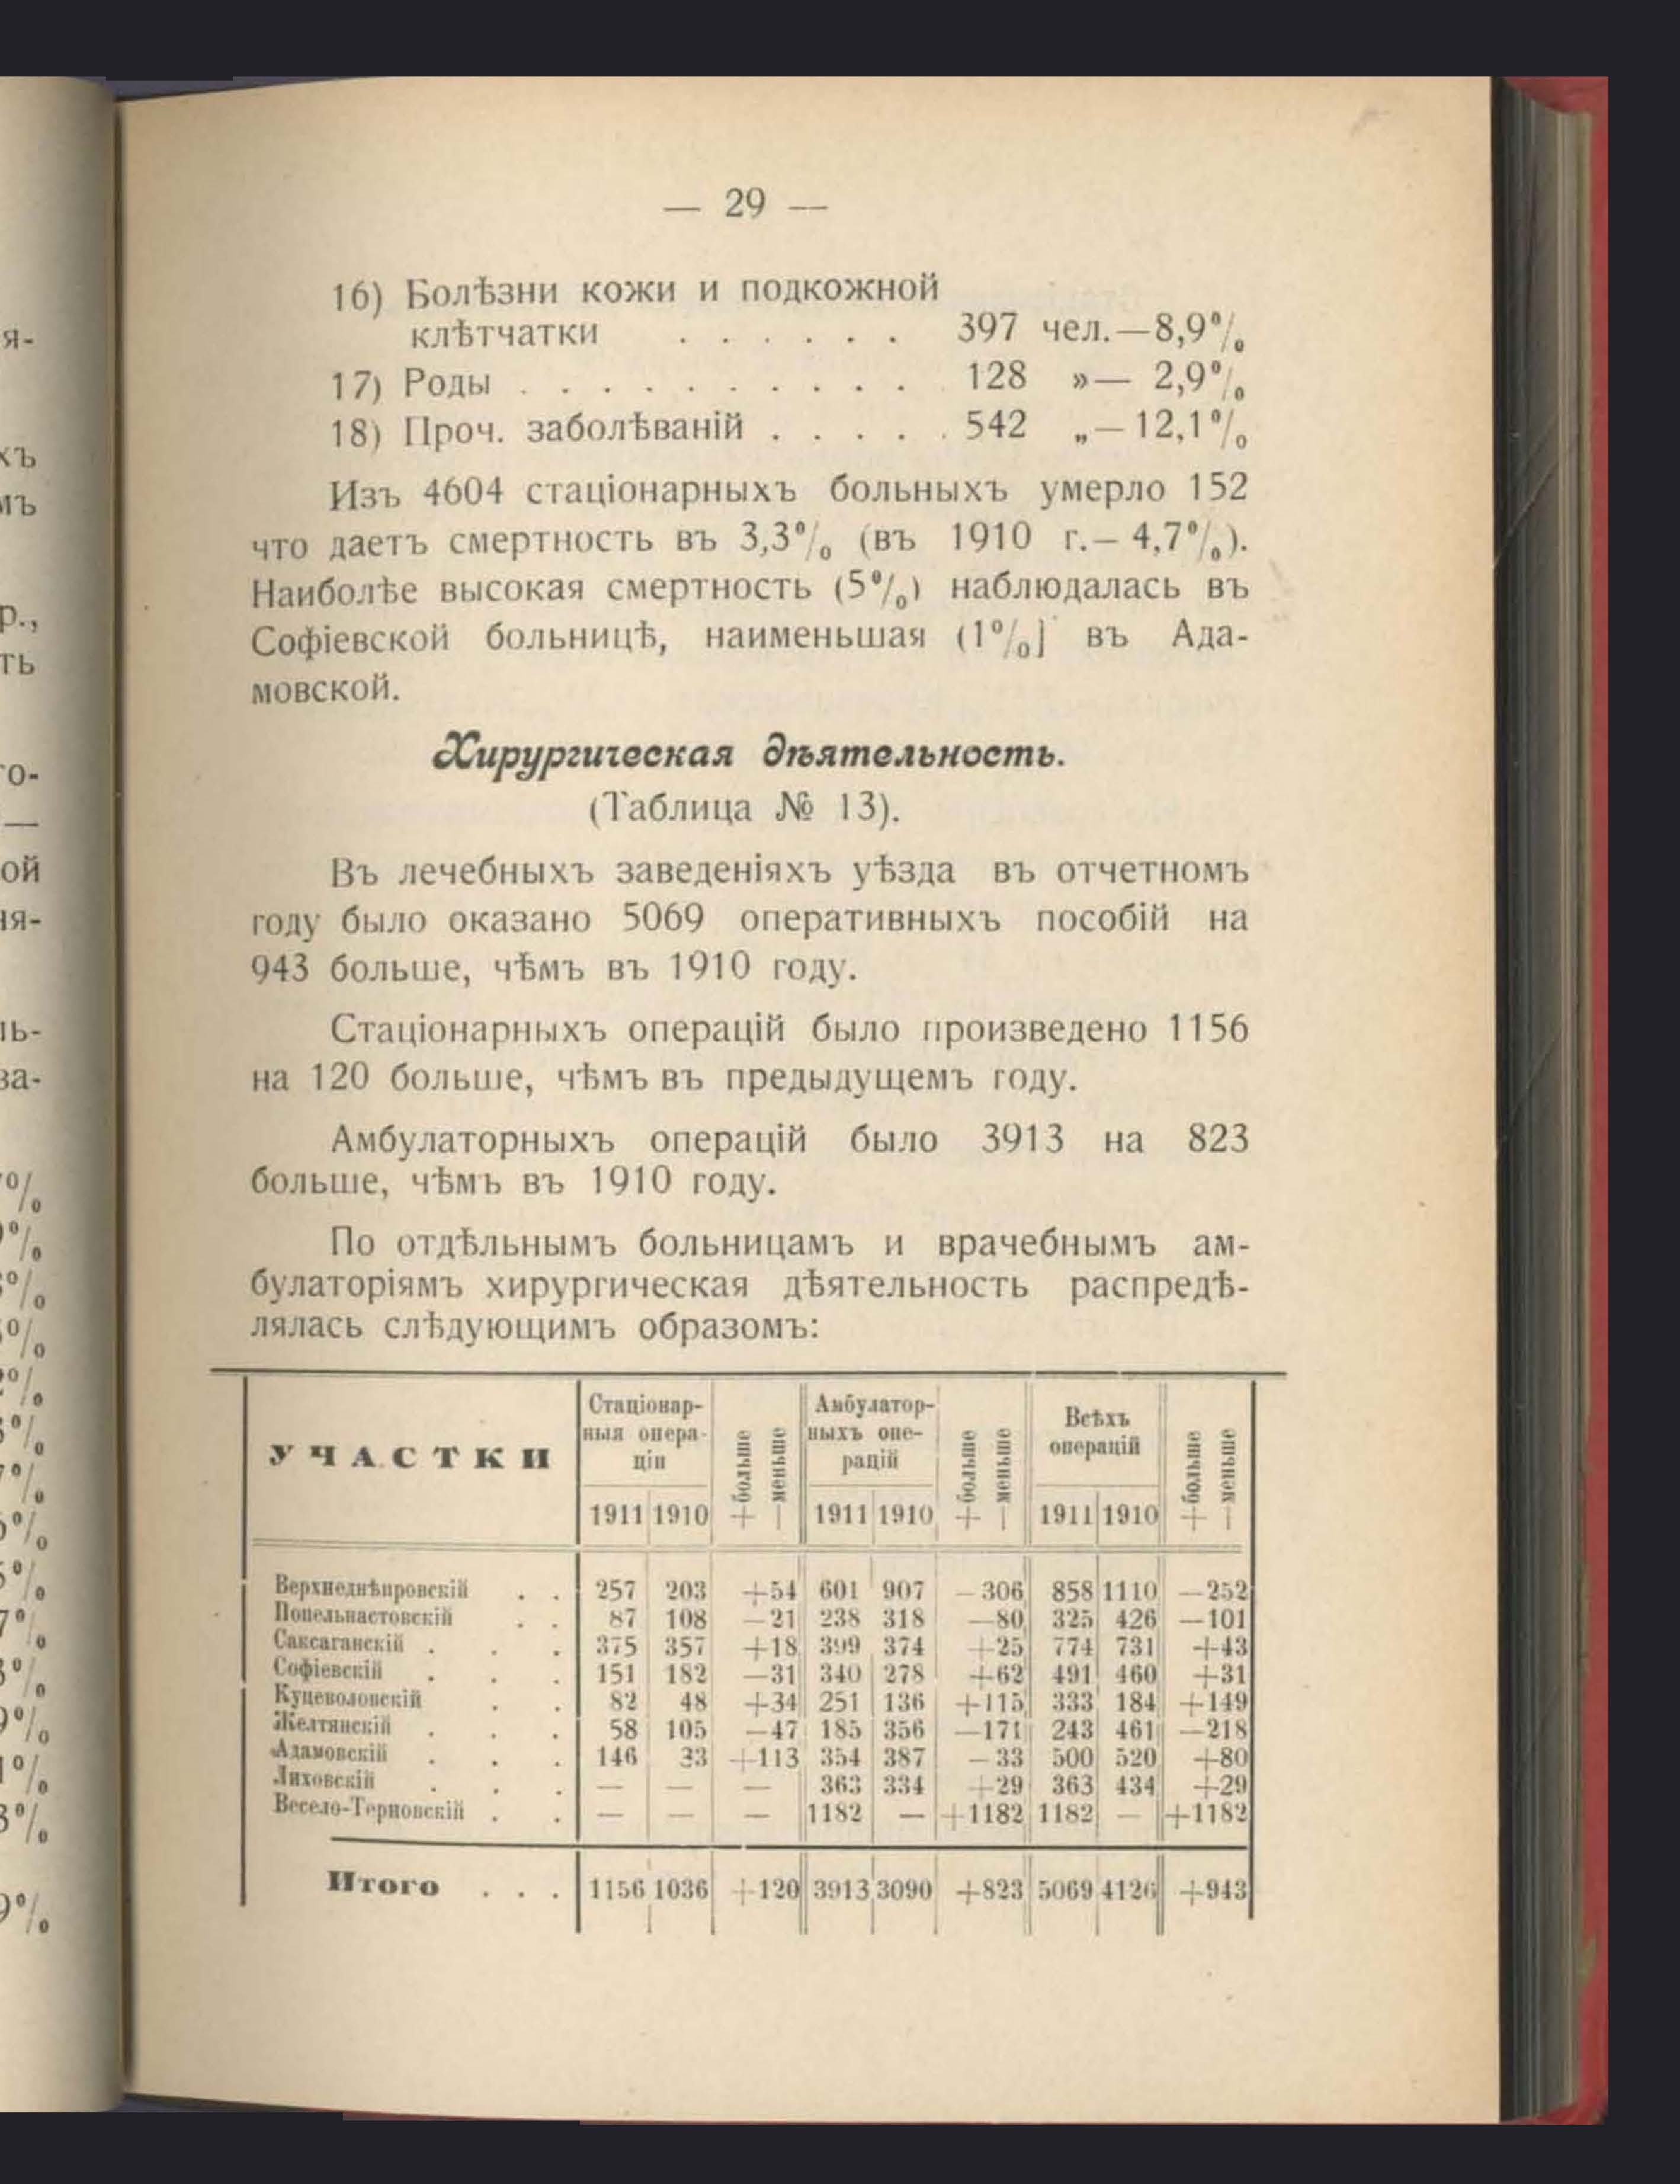 — 29 —
16) Болѣзни кожи и подкожной
клѣтчатки . . . . . . 397 чел.—8,9%
17) Роды . . . . . . . . . . 128 »— 2,9%
18) Проч. заболѣваній . . . . . 542 „—12,1%
Изъ 4604 стаціонарныхъ больныхъ умерло 152
что даетъ смертность въ 3,3% (въ 1910 г.— 4,7%).
Наиболѣе высокая смертность (5%) наблюдалась въ
Софіевской больницѣ, наименьшая (1%] въ Ада-
мовской.
Хирургическая дѣятельность.
(Таблица № 13).
Въ лечебныхъ заведеніяхъ уѣзда въ отчетномъ
году было оказано 5069 оперативныхъ пособій на
943 больше, чѣмъ въ 1910 году.
Стаціонарныхъ операцій было произведено 1156
на 120 больше, чѣмъ въ предыдущемъ году.
Амбулаторныхъ операцій было 3913 на 823
больше, чѣмъ въ 1910 году.
По отдѣльнымъ больницамъ и врачебнымъ ам-
булаторіямъ хирургическая дѣятельность распредѣ-
лялась слѣдующимъ образомъ:
УЧАСТКИ
Стаціонар-
ныя опера-
ціи
+ больше
— меньше
Амбулатор-
ныхъ опе-
рацій
+ больше
— меньше
Всѣхъ
операцій
+ больше
— меньше
1911 1910 1911 1910 1911 1910
Верхнеднѣпровскій . . 257 203 +54 601 907 —306 858 1110 —252
Попельнастовскій . . 87 108 —21 238 318 —80 325 426 —101
Саксаганскій . . . 375 357 +18 399 374 +25 774 731 +43
Софіевскій . . . 151 182 —31 340 278 +62 491 460 +31
Куцеволовскій . . 82 48 +34 251 136 +115 333 184 +149
Желтянскій . . . 58 105 —47 185 356 —171 243 461 —218
Адамовскій . . . 146 33 +113 354 387 —33 500 520 +80
Лиховскій . . . — — — 363 334 +29 363 434 +29
Весело-Терновскій . . — — — 1182 — +1182 1182 — +1182
Итого . . . 1156 1036 +120 3913 3090 +823 5069 4126 +943